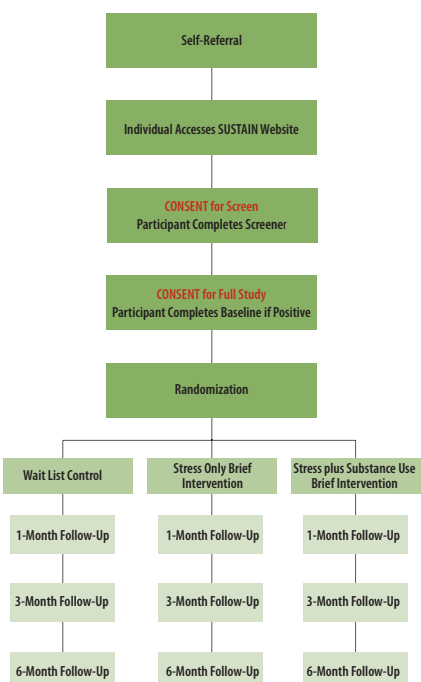 Self-Referral
Individual Accesses SUSTAIN Website
CONSENT for Screen
Participant Completes Screener
CONSENT for Full Study
Participant Completes Baseline if Positive
Randomization
Wait List Control
Stress Only Brief
Intervention
Stress plus Substance Use
Brief Intervention
1-Month Follow-Up
1-Month Follow-Up
1-Month Follow-Up
3-Month Follow-Up
3-Month Follow-Up
3-Month Follow-Up
6-Month Follow-Up
6-Month Follow-Up
6-Month Follow-Up